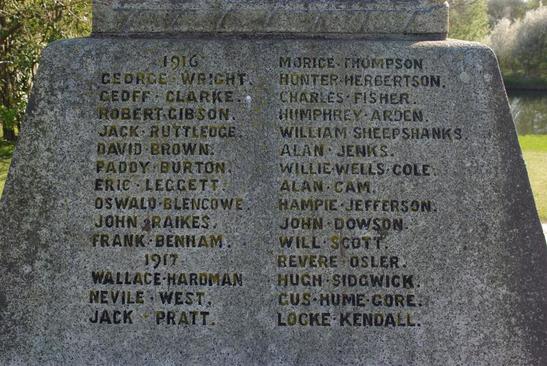 1916
GEORGE · WRIGHT.
GEOFF · CLARKE.
ROBERT · GIBSON.
JACK · RUTTLEDGE.
DAVID · BROWN.
PADDY · BURTON.
ERIC · LEGGETT.
OSWALD · BLENCOWE.
JOHN · RAIKES.
FRANK · BENHAM.
1917
WALLACE · HARDMAN
NEVILE · WEST.
JACK · PRATT.
MORICE · THOMPSON
HUNTER · HERBERTSON.
CHARLES · FISHER.
HUMPHREY · ARDEN.
WILLIAM SHEEPSHANKS
ALAN · JENKS.
WILLIE · WELLS · COLE.
ALAN · CAM.
HAMPIE · JEFFERSON.
JOHN · DOWSON.
WILL · SCOTT.
REVERE · OSLER.
HUGH · SIDGWICK.
GUS · HUME · GORE.
LOCKE · KENDALL.